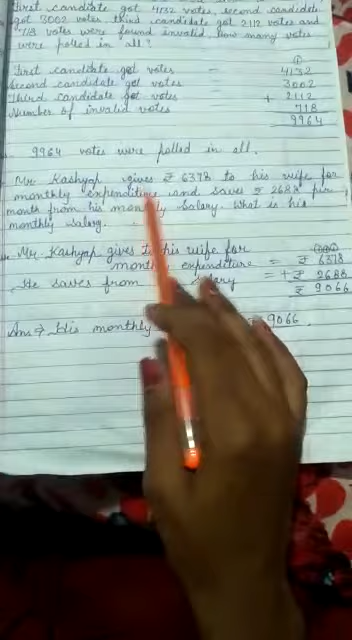 First candidate got 4132 votes, second candidate
got 3002 votes, third candidate got 2112 votes and
718 votes were found invalid, how many votes
were polled in all?
1
First candidate got votes - 4132
Second candidate got votes - 3002
Third candidate got votes - + 2112
Number of invalid votes 718
9964
9964 votes were polled in all.
Mr Kashyap gives ₹ 6378 to his wife for
monthly expenditure and saves ₹ 2688 per
month from his monthly salary. What is his
monthly salary.
Mr. Kashyap gives to his wife for
monthly expenditure = ₹ 6378
He saves from salary = + ₹ 2688
₹ 9066
Ans ⇒ His monthly 9066.